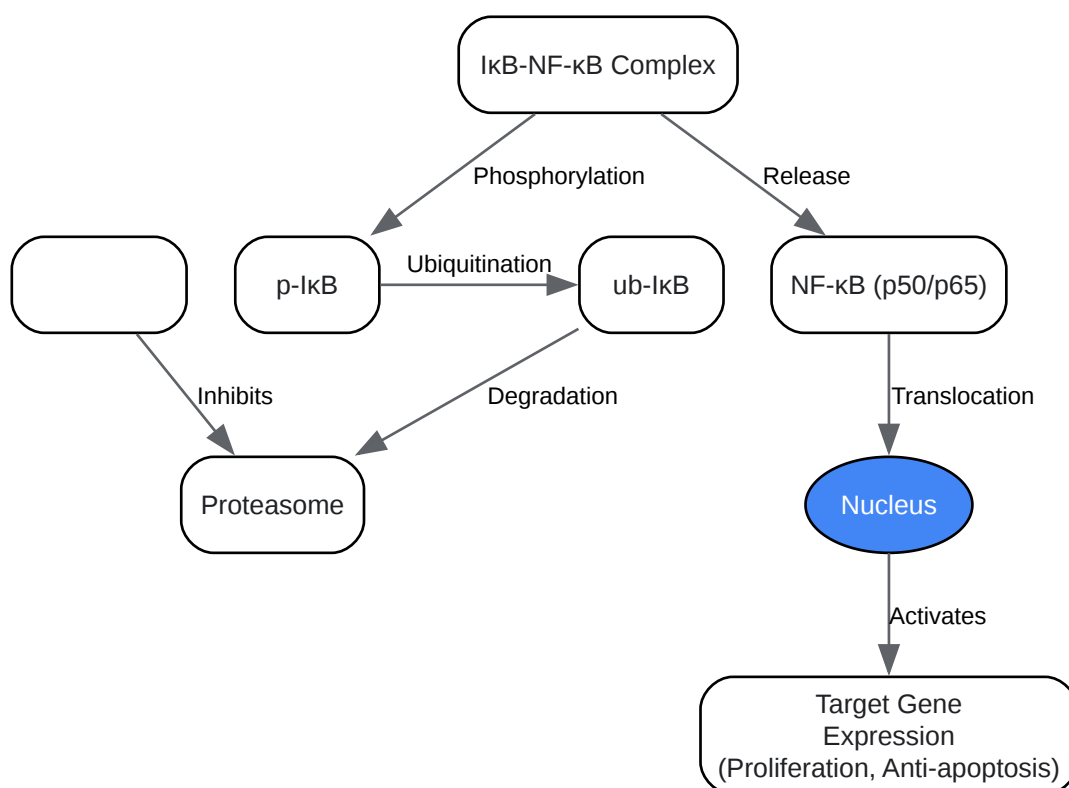 IκB-NF-κB Complex
Phosphorylation
Release
p-IκB
Ubiquitination
ub-IκB
NF-κB (p50/p65)
Inhibits
Degradation
Translocation
Proteasome
Nucleus
Activates
Target Gene
Expression
(Proliferation, Anti-apoptosis)